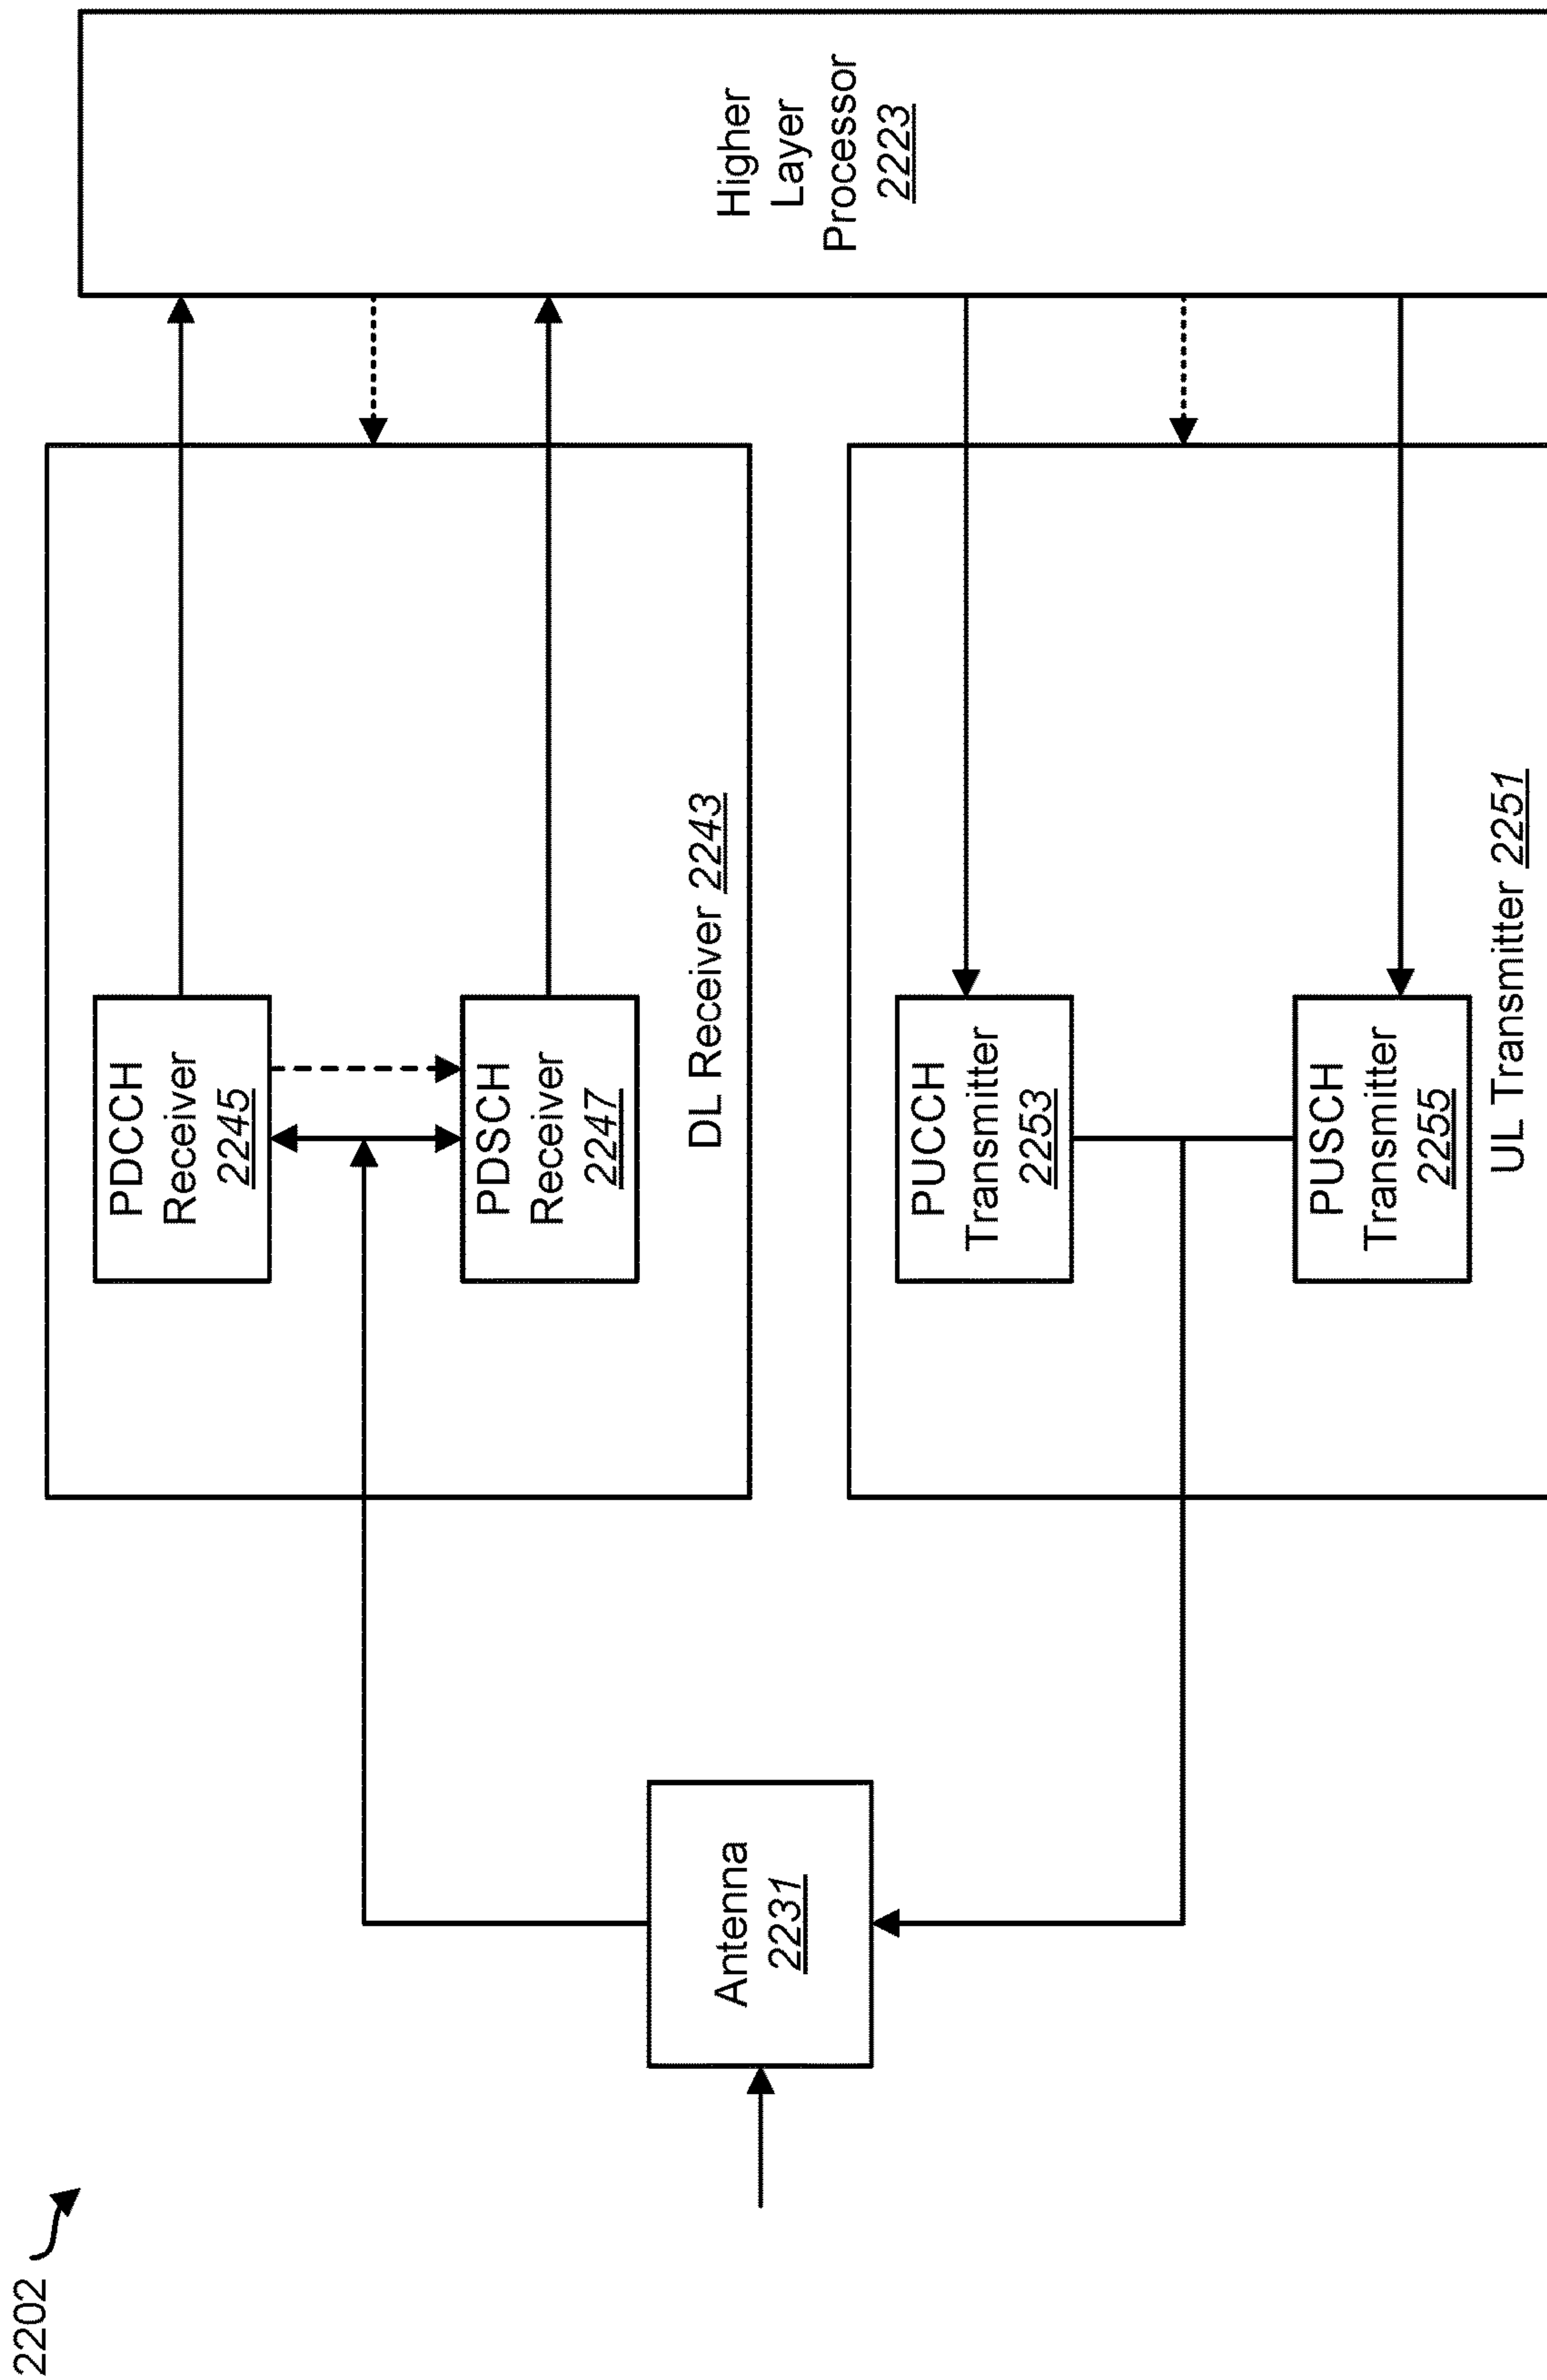 2202
Higher
Layer
Processor
2223
PDCCH
Receiver
2245
PDSCH
Receiver
2247
DL Receiver 2243
PUCCH
Transmitter
2253
PUSCH
Transmitter
2255
UL Transmitter 2251
Antenna
2231